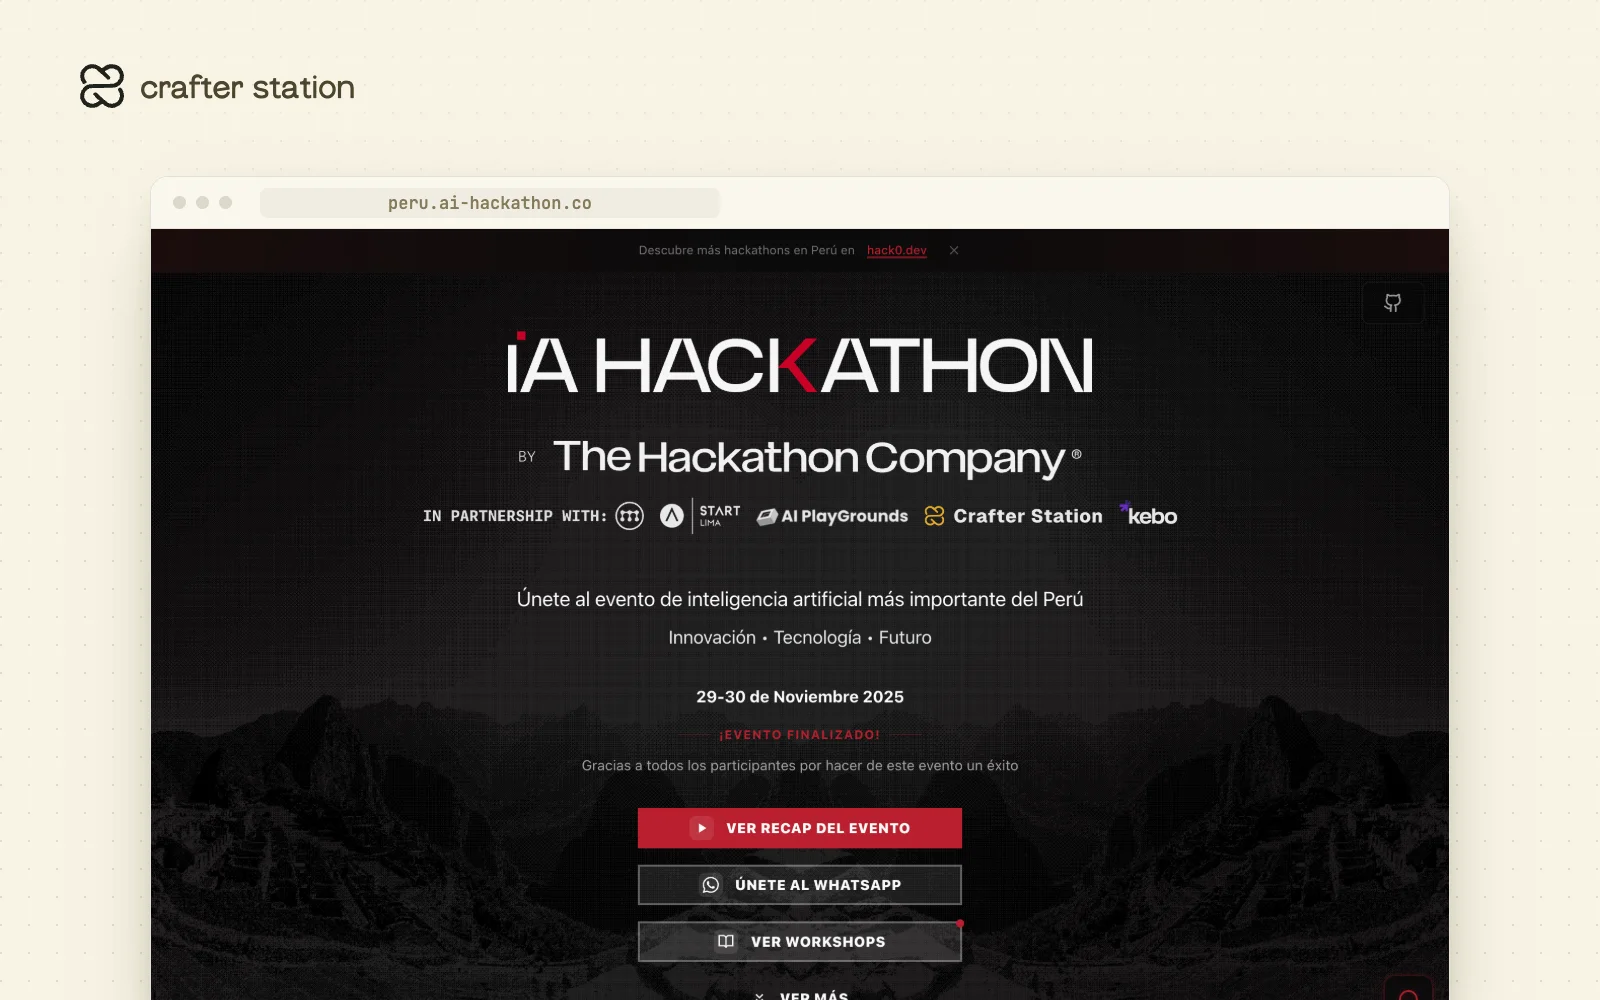 crafter station
peru.ai-hackathon.co
Descubre más hackathons en Perú en hack0.dev
iA HACKATHON
BY The Hackathon Company ®
IN PARTNERSHIP WITH: START LIMA AI PlayGrounds Crafter Station kebo
Únete al evento de inteligencia artificial más importante del Perú
Innovación • Tecnología • Futuro
29-30 de Noviembre 2025
¡EVENTO FINALIZADO!
Gracias a todos los participantes por hacer de este evento un éxito
VER RECAP DEL EVENTO
ÚNETE AL WHATSAPP
VER WORKSHOPS
VER MÁS